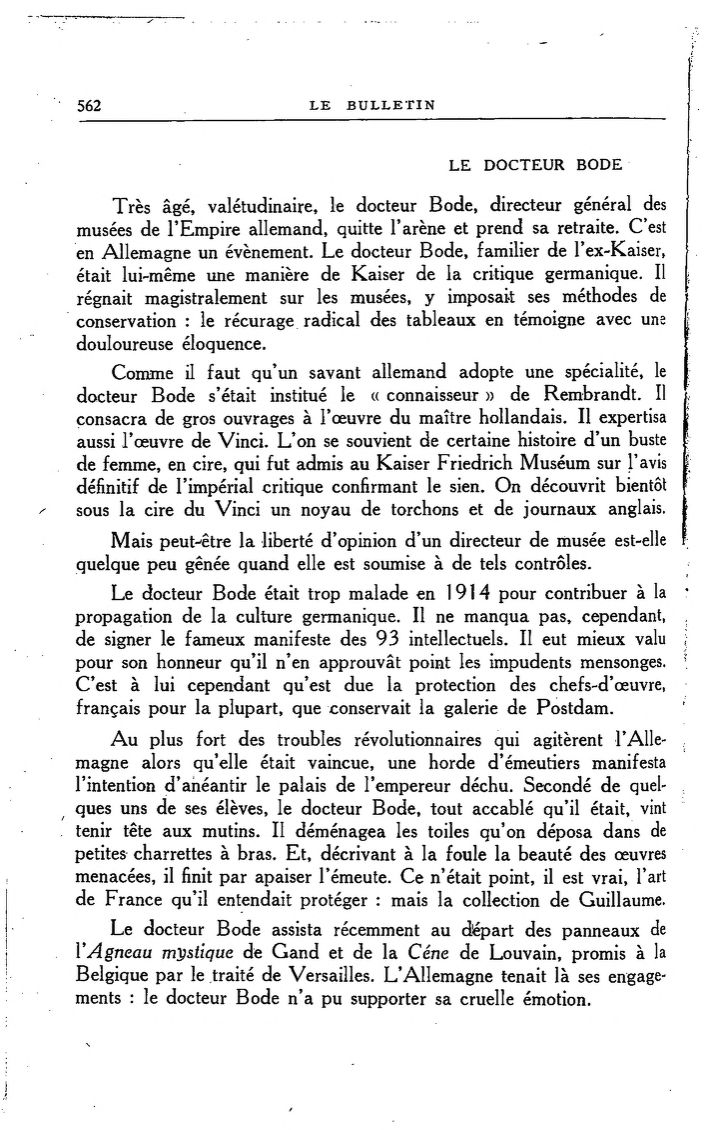 562 LE BULLETIN
LE DOCTEUR BODE
Très âgé, valétudinaire, le docteur Bode, directeur général des
musées de l'Empire allemand, quitte l'arène et prend sa retraite. C'est
en Allemagne un évènement. Le docteur Bode, familier de l'ex-Kaiser,
était lui-même une manière de Kaiser de la critique germanique. Il
régnait magistralement sur les musées, y imposait ses méthodes de
conservation : le récurage radical des tableaux en témoigne avec une
douloureuse éloquence.
Comme il faut qu'un savant allemand adopte une spécialité, le
docteur Bode s'était institué le « connaisseur » de Rembrandt. Il
consacra de gros ouvrages à l'œuvre du maître hollandais. Il expertisa
aussi l'œuvre de Vinci. L'on se souvient de certaine histoire d'un buste
de femme, en cire, qui fut admis au Kaiser Friedrich Muséum sur l'avis
définitif de l'impérial critique confirmant le sien. On découvrit bientôt
sous la cire du Vinci un noyau de torchons et de journaux anglais.
Mais peut-être la liberté d'opinion d'un directeur de musée est-elle
quelque peu gênée quand elle est soumise à de tels contrôles.
Le docteur Bode était trop malade en 1914 pour contribuer à la
propagation de la culture germanique. Il ne manqua pas, cependant,
de signer le fameux manifeste des 93 intellectuels. Il eut mieux valu
pour son honneur qu'il n'en approuvât point les impudents mensonges.
C'est à lui cependant qu'est due la protection des chefs-d'œuvre,
français pour la plupart, que conservait la galerie de Postdam.
Au plus fort des troubles révolutionnaires qui agitèrent l'Alle-
magne alors qu'elle était vaincue, une horde d'émeutiers manifesta
l'intention d'anéantir le palais de l'empereur déchu. Secondé de quel-
ques uns de ses élèves, le docteur Bode, tout accablé qu'il était, vint
tenir tête aux mutins. Il déménagea les toiles qu'on déposa dans de
petites charrettes à bras. Et, décrivant à la foule la beauté des œuvres
menacées, il finit par apaiser l'émeute. Ce n'était point, il est vrai, l'art
de France qu'il entendait protéger : mais la collection de Guillaume.
Le docteur Bode assista récemment au départ des panneaux de
l'Agneau mystique de Gand et de la Céne de Louvain, promis à la
Belgique par le traité de Versailles. L'Allemagne tenait là ses engage-
ments : le docteur Bode n'a pu supporter sa cruelle émotion.